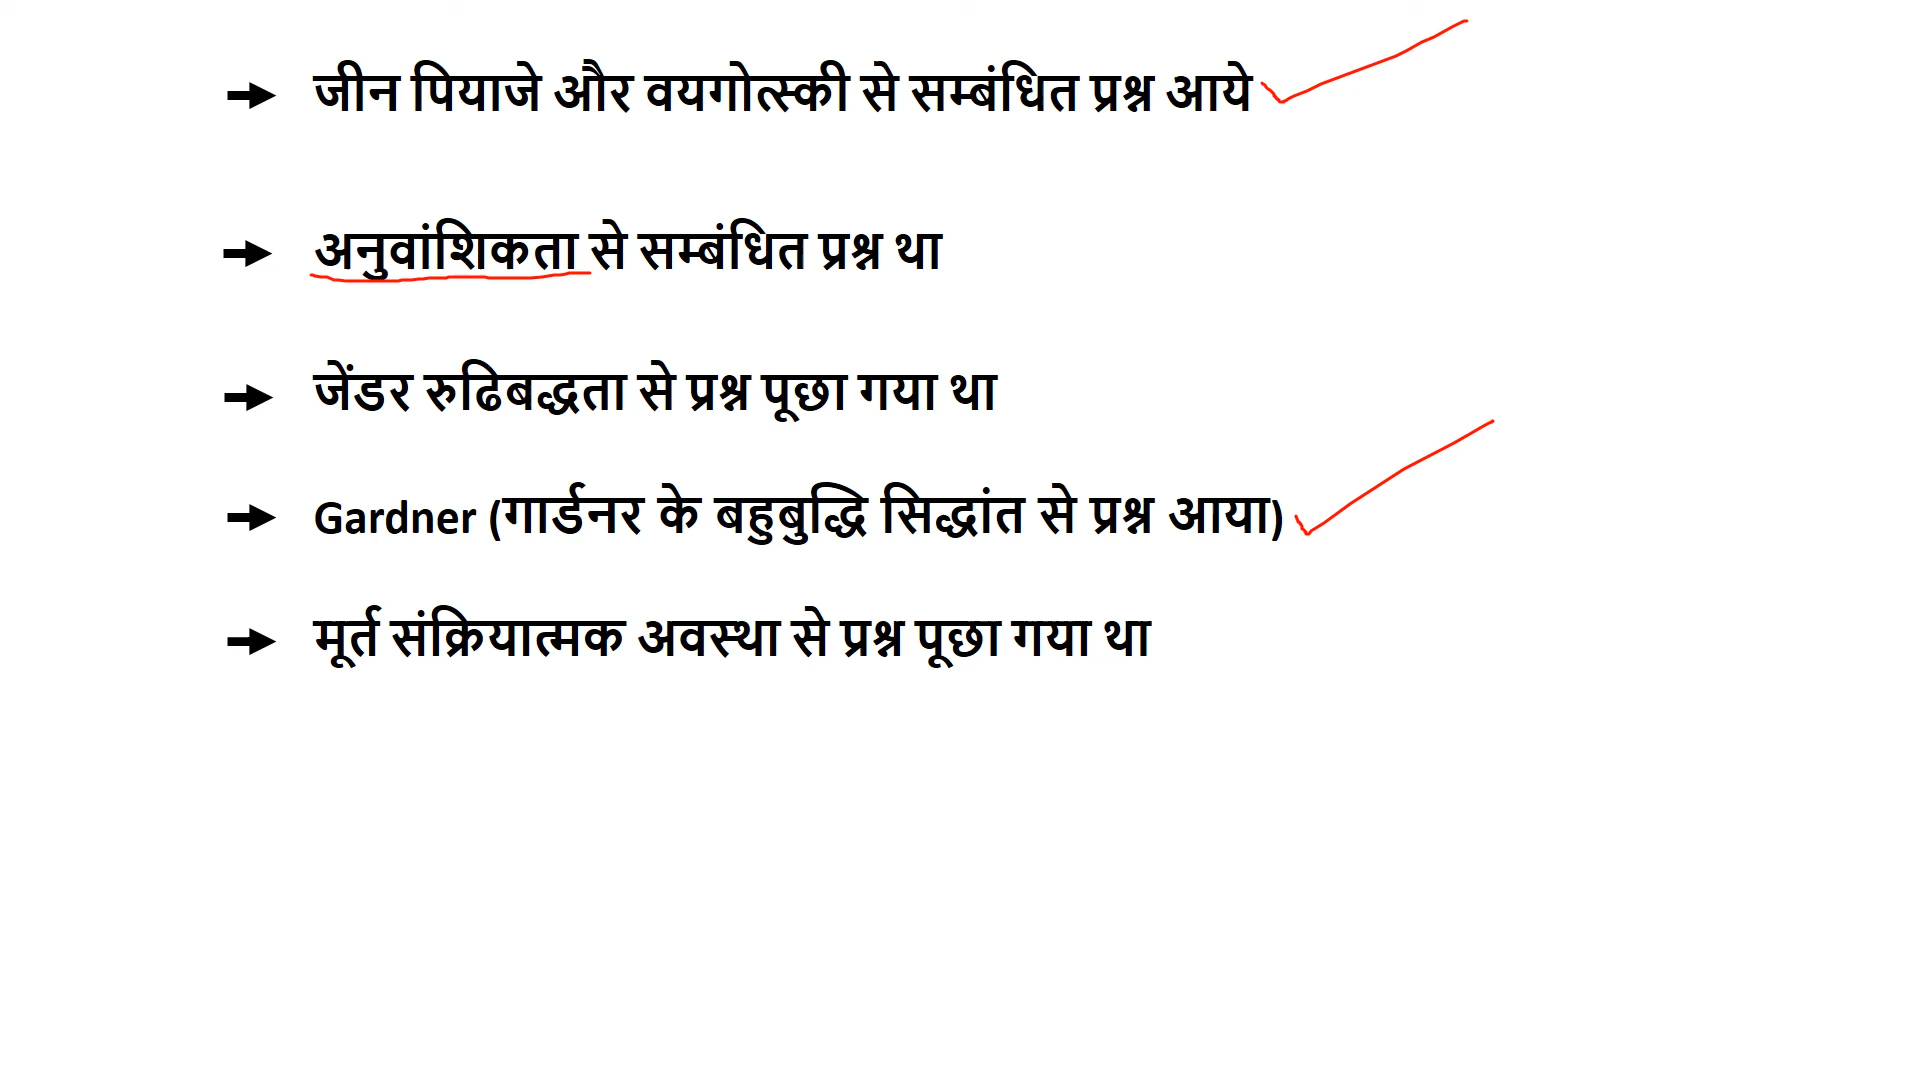 जीन पियाजे और वयगोत्स्की से सम्बंधित प्रश्न आये
अनुवांशिकता से सम्बंधित प्रश्न था
जेंडर रुढिबद्धता से प्रश्न पूछा गया था
Gardner (गार्डनर के बहुबुद्धि सिद्धांत से प्रश्न आया)
मूर्त संक्रियात्मक अवस्था से प्रश्न पूछा गया था